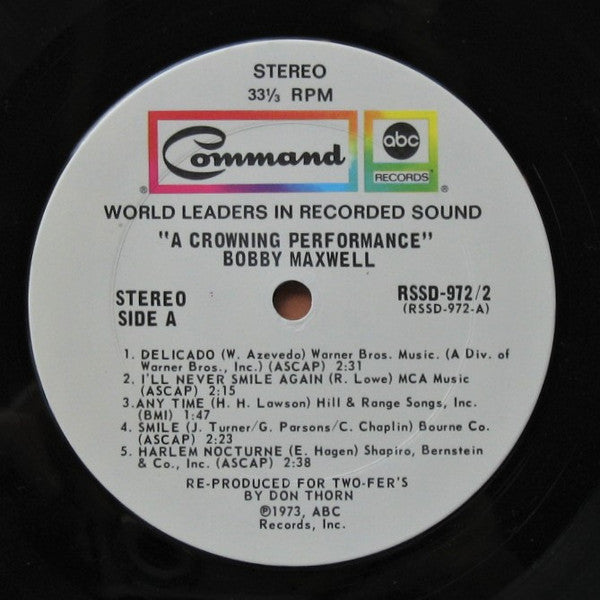 STEREO
33⅓ RPM
Command
abc
RECORDS
®
®
WORLD LEADERS IN RECORDED SOUND
"A CROWNING PERFORMANCE"
BOBBY MAXWELL
STEREO
SIDE A
RSSD-972/2
(RSSD-972-A)
1. DELICADO (W. Azevedo) Warner Bros. Music. (A Div. of
Warner Bros., Inc.) (ASCAP) 2:31
2. I'LL NEVER SMILE AGAIN (R. Lowe) MCA Music
(ASCAP) 2:15
3.ANY TIME (H. H. Lawson) Hill & Range Songs, Inc.
(BMI) 1:47
4. SMILE (J. Turner/G. Parsons/C. Chaplin) Bourne Co.
(ASCAP) 2:23
5. HARLEM NOCTURNE (E. Hagen) Shapiro, Bernstein
& Co., Inc. (ASCAP) 2:38
RE-PRODUCED FOR TWO-FER'S
BY DON THORN
℗1973, ABC
Records, Inc.